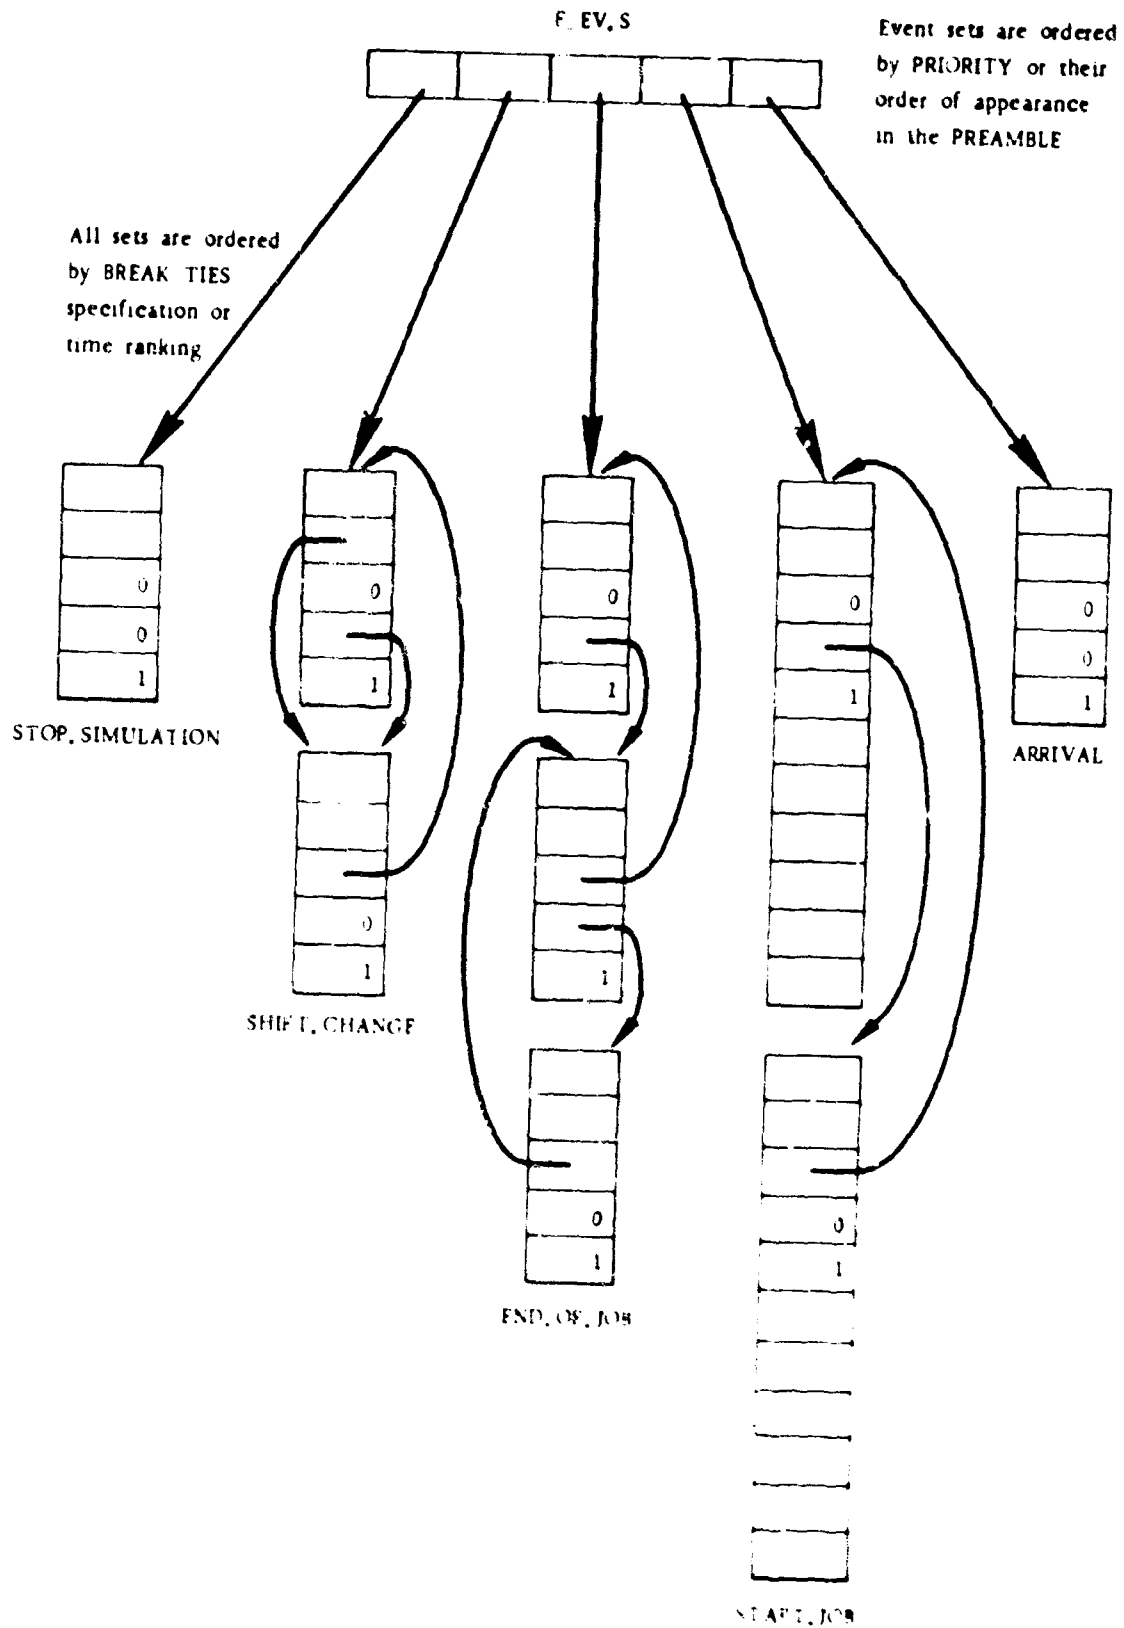 F.EV.S
Event sets are ordered
by PRIORITY or their
order of appearance
in the PREAMBLE
All sets are ordered
by BREAK TIES
specification or
time ranking
0
0
1
STOP.SIMULATION
0
1
0
1
SHIFT.CHANGE
0
1
1
0
1
END.OF.JOB
0
1
0
1
START.JOB
0
0
1
ARRIVAL